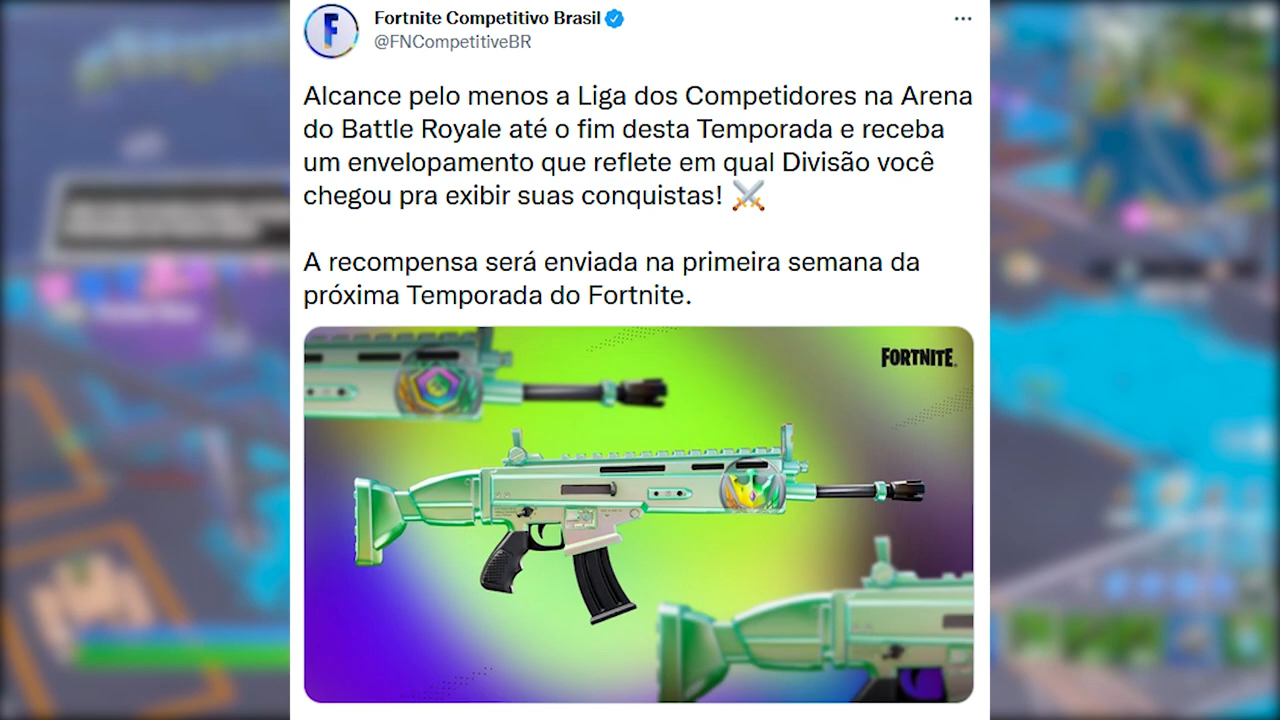 Fortnite Competitivo Brasil
@FNCompetitiveBR
Alcance pelo menos a Liga dos Competidores na Arena
do Battle Royale até o fim desta Temporada e receba
um envelopamento que reflete em qual Divisão você
chegou pra exibir suas conquistas! ⚔️
A recompensa será enviada na primeira semana da
próxima Temporada do Fortnite.
FORTNITE